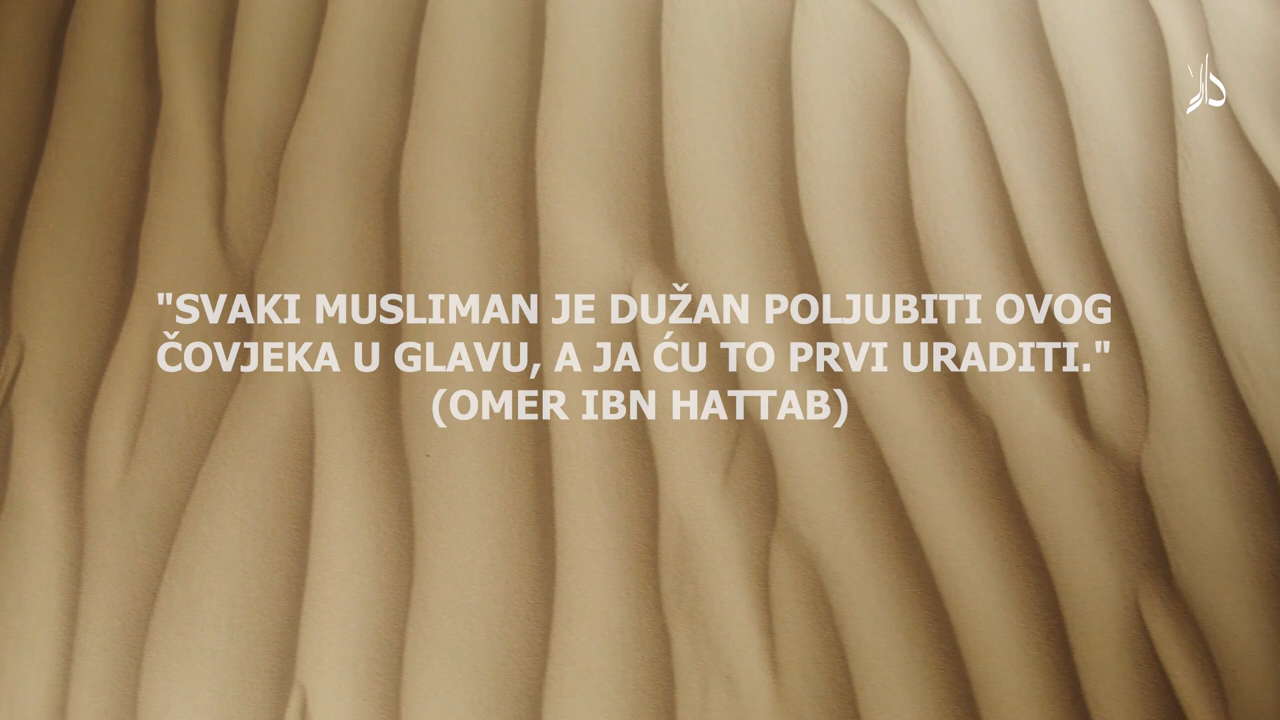 "SVAKI MUSLIMAN JE DUŽAN POLJUBITI OVOG
ČOVJEKA U GLAVU, A JA ĆU TO PRVI URADITI."
(OMER IBN HATTAB)